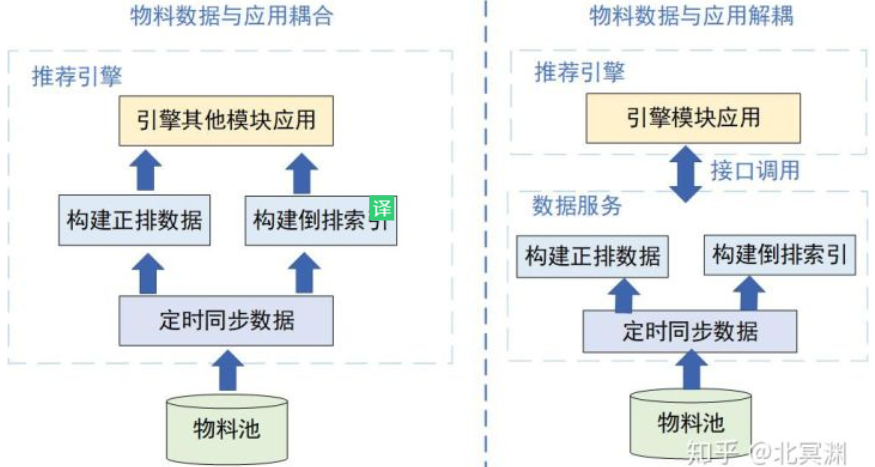 物料数据与应用耦合
推荐引擎
引擎其他模块应用
构建正排数据
构建倒排索引
译
定时同步数据
物料池
物料数据与应用解耦
推荐引擎
引擎模块应用
接口调用
数据服务
构建正排数据
构建倒排索引
定时同步数据
物料池
知乎 @北冥渊